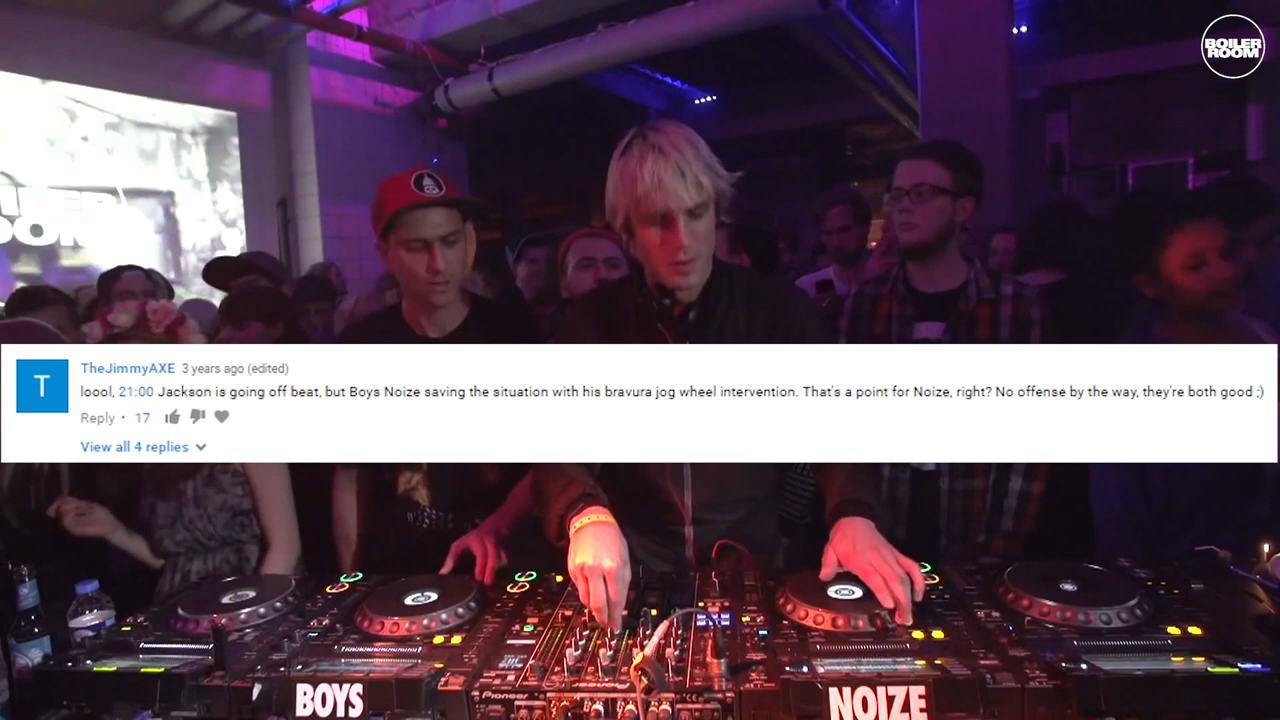 BOILER
ROOM
TheJimmyAXE 3 years ago (edited)
loool, 21:00 Jackson is going off beat, but Boys Noize saving the situation with his bravura jog wheel intervention. That's a point for Noize, right? No offense by the way, they're both good ;)
Reply • 17
View all 4 replies
T
Pioneer
BOYS
NOIZE